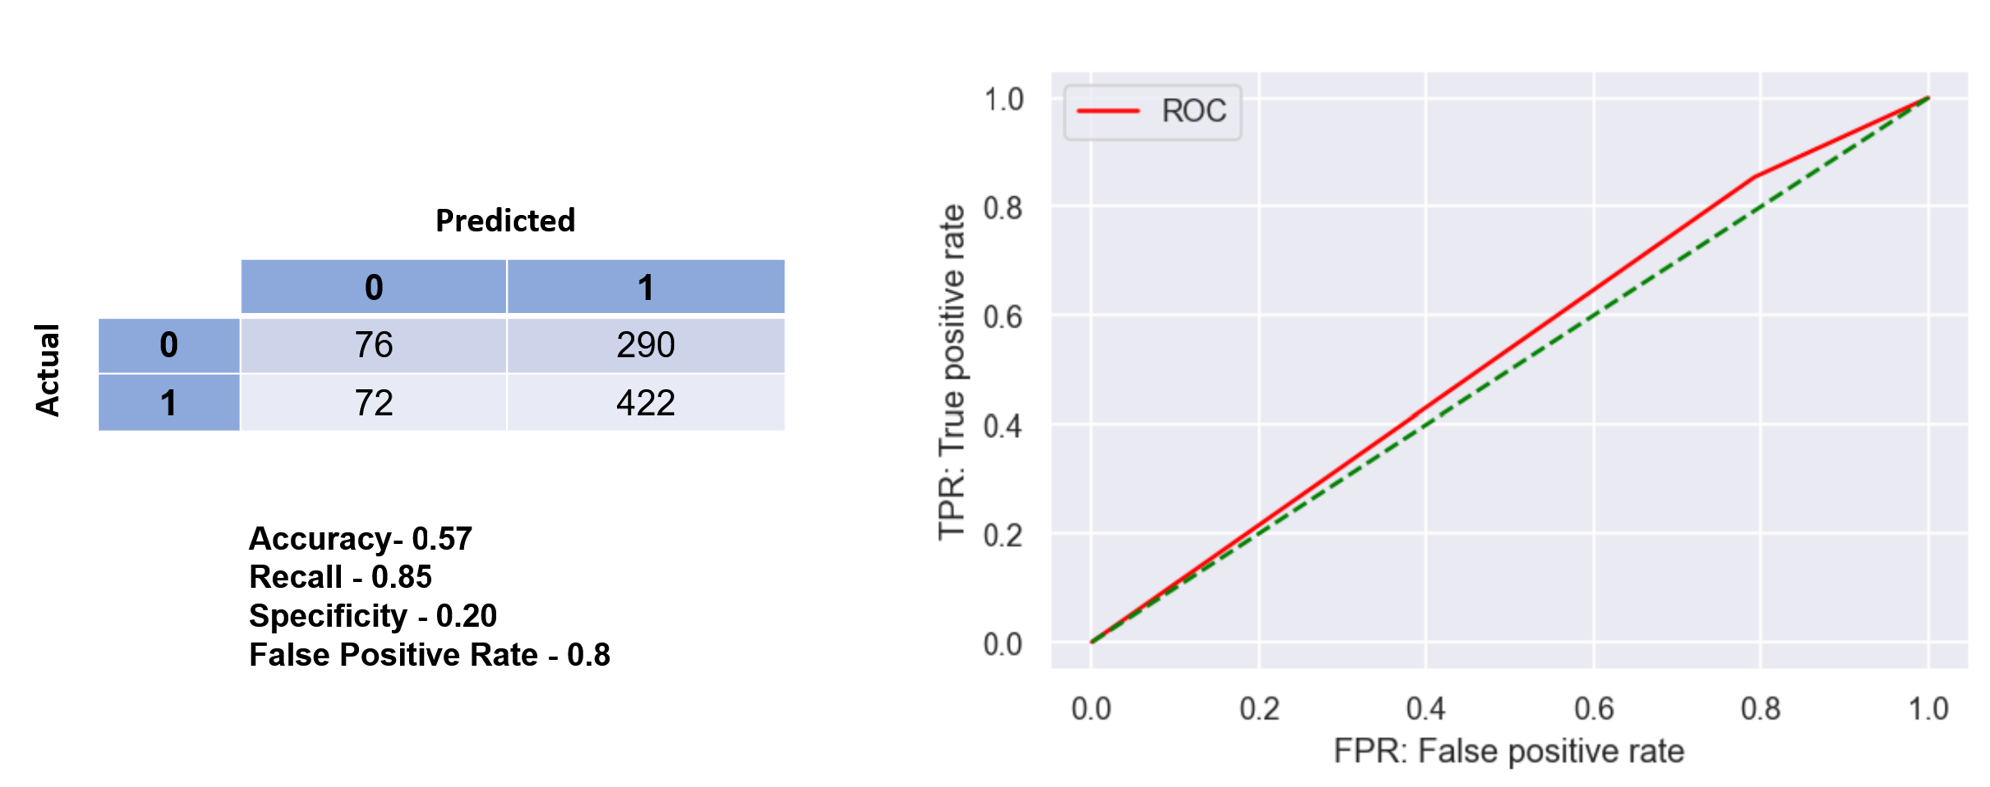 Predicted
0 1
Actual
0 76 290
1 72 422
Accuracy- 0.57
Recall - 0.85
Specificity - 0.20
False Positive Rate - 0.8
ROC
TPR: True positive rate
1.0
0.8
0.6
0.4
0.2
0.0
0.0 0.2 0.4 0.6 0.8 1.0
FPR: False positive rate